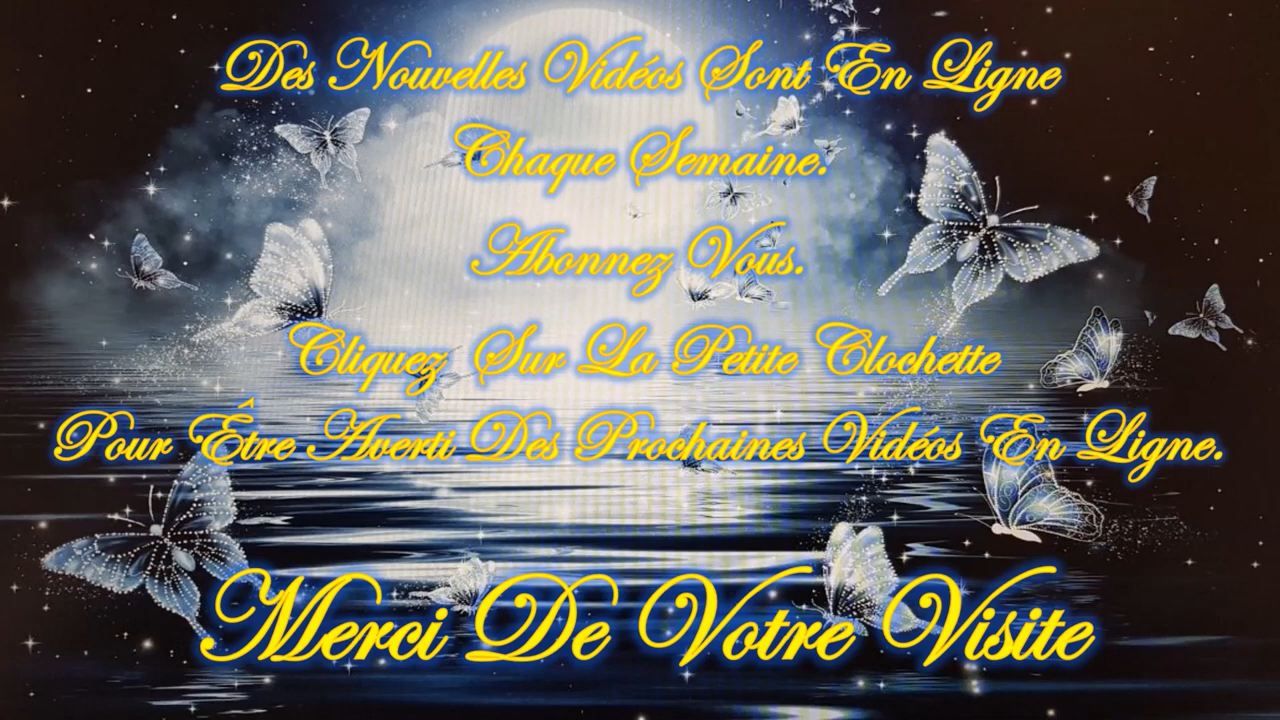 Des Nouvelles Vidéos Sont En Ligne
Chaque Semaine.
Abonnez Vous.
Cliquez Sur La Petite Clochette
Pour Être Averti Des Prochaines Vidéos En Ligne.
Merci De Votre Visite